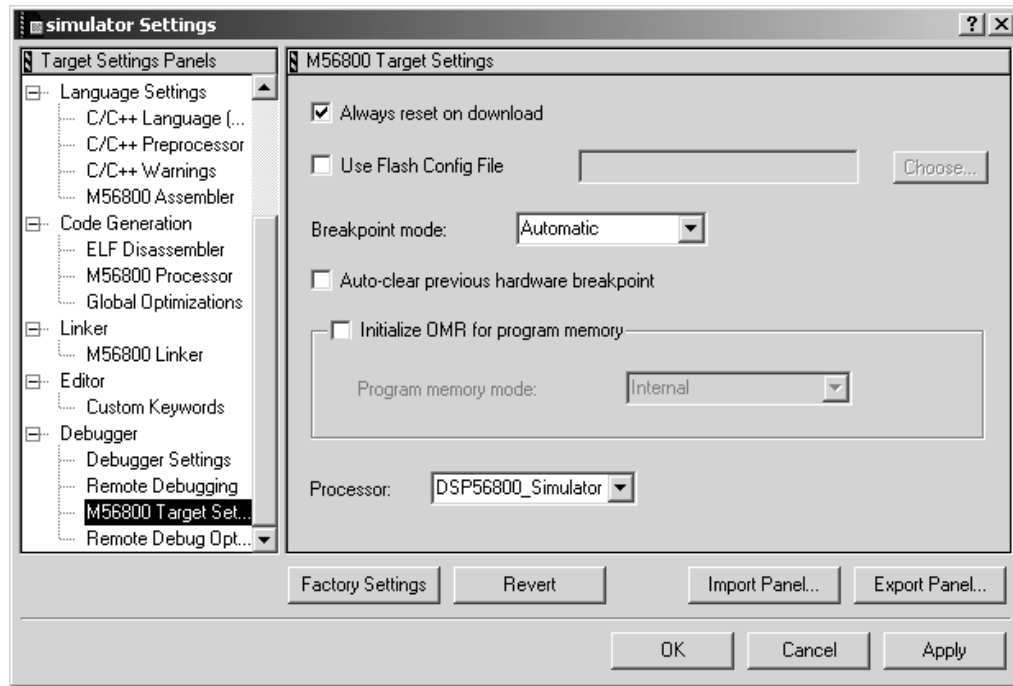 simulator Settings
Target Settings Panels
Language Settings
C/C++ Language (...
C/C++ Preprocessor
C/C++ Warnings
M56800 Assembler
Code Generation
ELF Disassembler
M56800 Processor
Global Optimizations
Linker
M56800 Linker
Editor
Custom Keywords
Debugger
Debugger Settings
Remote Debugging
M56800 Target Set...
Remote Debug Opt...
M56800 Target Settings
Always reset on download
Use Flash Config File
Choose...
Breakpoint mode: Automatic
Auto-clear previous hardware breakpoint
Initialize OMR for program memory
Program memory mode: Internal
Processor: DSP56800_Simulator
Factory Settings Revert Import Panel... Export Panel...
OK Cancel Apply